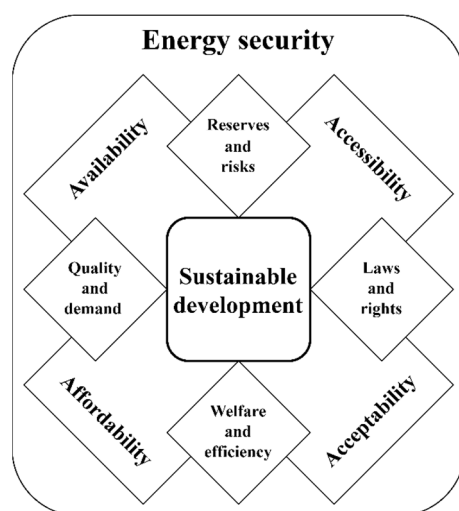 Energy security
Availability
Reserves
and
risks
Accessibility
Quality
and
demand
Sustainable
development
Laws
and
rights
Affordability
Welfare
and
efficiency
Acceptability